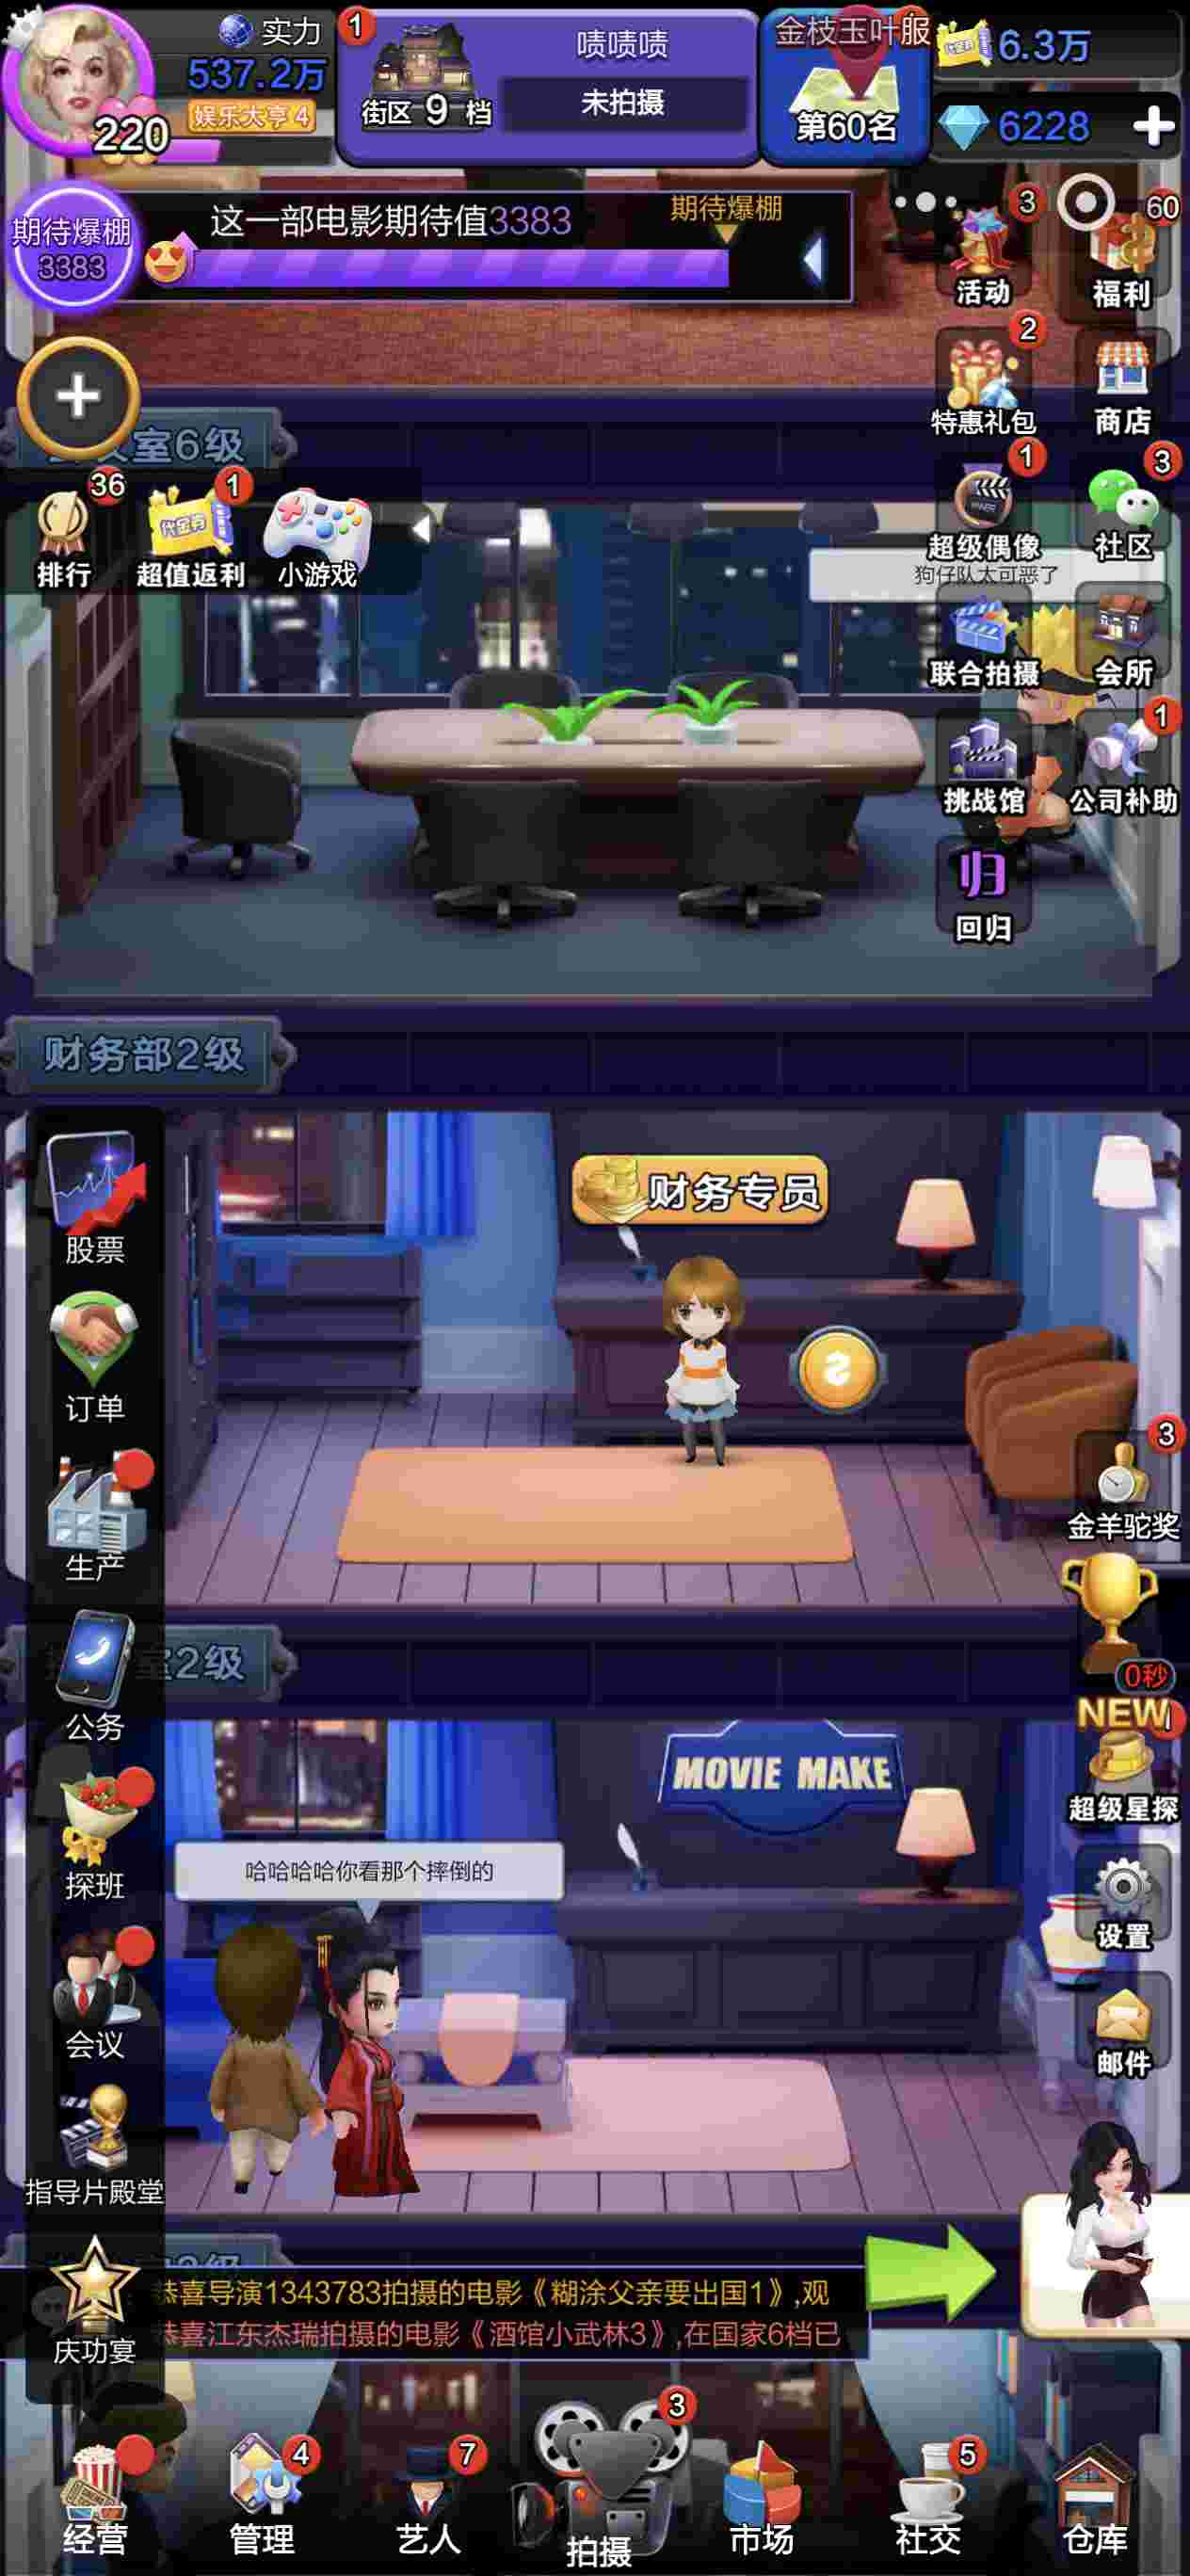 实力
537.2万
娱乐大亨 4
220
1
街区 9 档
啧啧啧
未拍摄
金枝玉叶服
第60名
6.3万
6228
期待爆棚
3383
这一部电影期待值3383
期待爆棚
3
活动
60
福利
2
特惠礼包
商店
室6级
36
排行
1
代金券
超值返利
小游戏
1
超级偶像
3
社区
狗仔队太可恶了
联合拍摄
会所
挑战馆
1
公司补助
归
回归
财务部2级
股票
财务专员
订单
生产
3
金羊驼奖
0秒
室2级
公务
NEW
超级星探
MOVIE MAKE
探班
哈哈哈哈你看那个摔倒的
设置
会议
邮件
指导片殿堂
恭喜导演1343783拍摄的电影《糊涂父亲要出国1》,观
恭喜江东杰瑞拍摄的电影《酒馆小武林3》,在国家6档已
庆功宴
经营
4
管理
7
艺人
3
拍摄
市场
5
社交
仓库